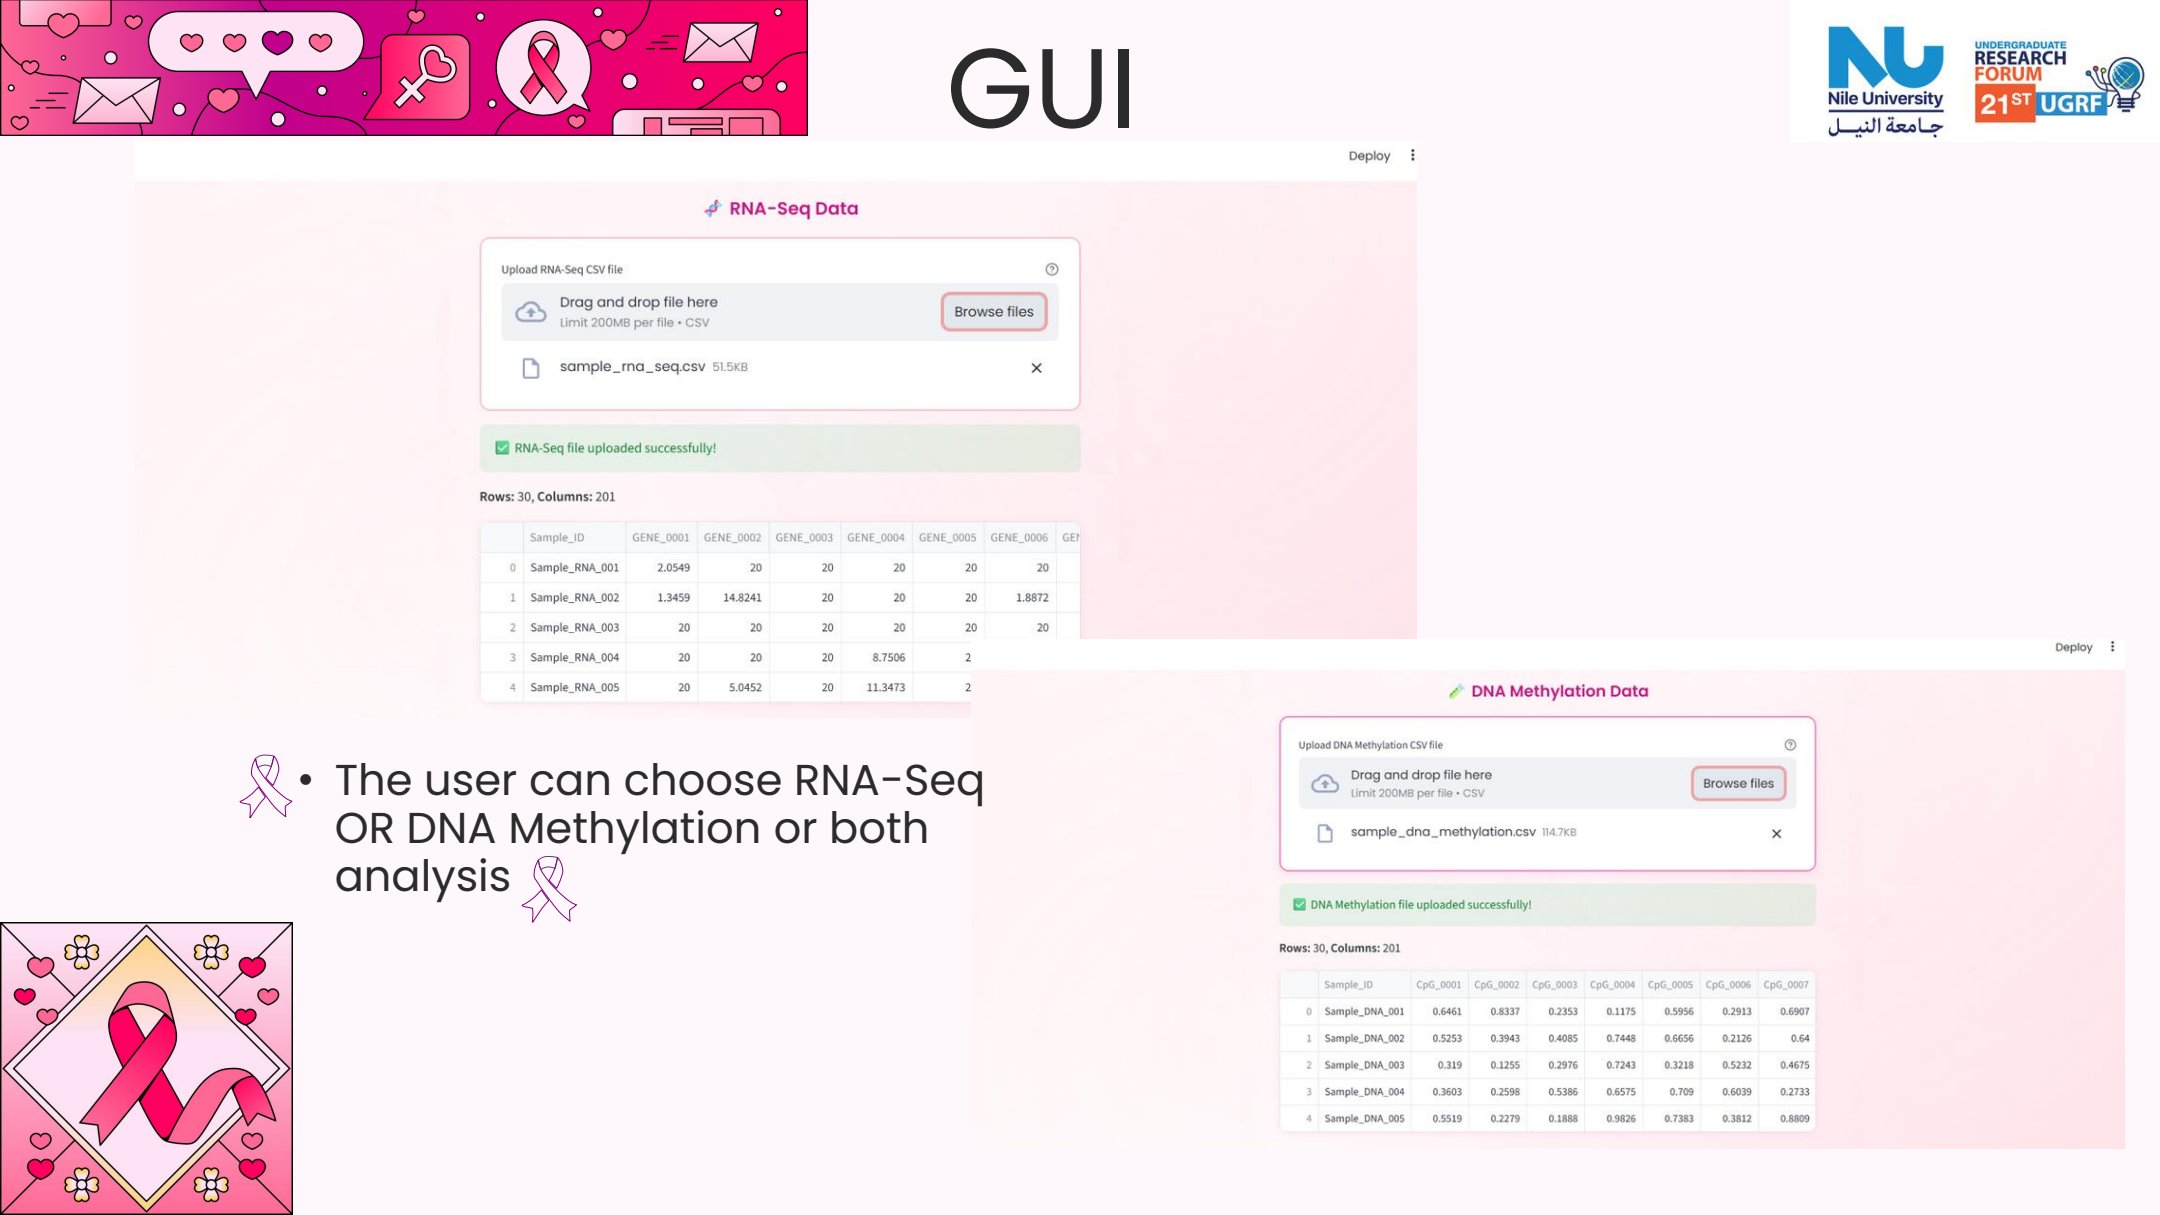 GUI
NU
Nile University
جامعة النيل
UNDERGRADUATE
RESEARCH
FORUM
21ST UGRF
Deploy
RNA-Seq Data
Upload RNA-Seq CSV file
Drag and drop file here
Limit 200MB per file • CSV
Browse files
sample_rna_seq.csv 51.5KB
RNA-Seq file uploaded successfully!
Rows: 30, Columns: 201
Sample_ID GENE_0001 GENE_0002 GENE_0003 GENE_0004 GENE_0005 GENE_0006 GEN
0 Sample_RNA_001 2.0549 20 20 20 20 20
1 Sample_RNA_002 1.3459 14.8241 20 20 20 1.8872
2 Sample_RNA_003 20 20 20 20 20 20
3 Sample_RNA_004 20 20 20 8.7506 2
4 Sample_RNA_005 20 5.0452 20 11.3473 2
• The user can choose RNA-Seq
OR DNA Methylation or both
analysis
Deploy
DNA Methylation Data
Upload DNA Methylation CSV file
Drag and drop file here
Limit 200MB per file • CSV
Browse files
sample_dna_methylation.csv 114.7KB
DNA Methylation file uploaded successfully!
Rows: 30, Columns: 201
Sample_ID CpG_0001 CpG_0002 CpG_0003 CpG_0004 CpG_0005 CpG_0006 CpG_0007
0 Sample_DNA_001 0.6461 0.8337 0.2353 0.1175 0.5956 0.2913 0.6907
1 Sample_DNA_002 0.5253 0.3943 0.4085 0.7448 0.6656 0.2126 0.64
2 Sample_DNA_003 0.319 0.1255 0.2976 0.7243 0.3218 0.5232 0.4675
3 Sample_DNA_004 0.3603 0.2598 0.5386 0.6575 0.709 0.6039 0.2733
4 Sample_DNA_005 0.5519 0.2279 0.1888 0.9826 0.7383 0.3812 0.8809